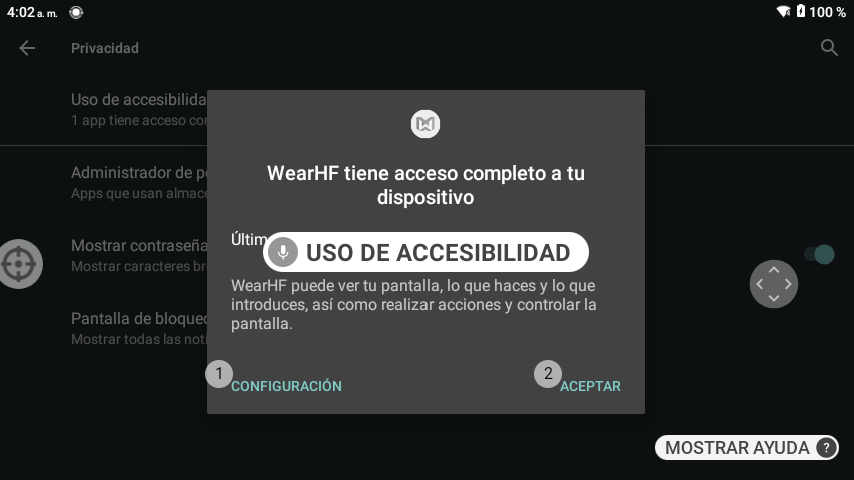 4:02 a. m.
100 %
Privacidad
Uso de accesibilida
1 app tiene acceso co
Administrador de p
Apps que usan almac
Mostrar contraseña
Mostrar caracteres br
Pantalla de bloque
Mostrar todas las noti
WearHF tiene acceso completo a tu
dispositivo
Últim
USO DE ACCESIBILIDAD
WearHF puede ver tu pantalla, lo que haces y lo que
introduces, así como realizar acciones y controlar la
pantalla.
1
CONFIGURACIÓN
2
ACEPTAR
MOSTRAR AYUDA ?